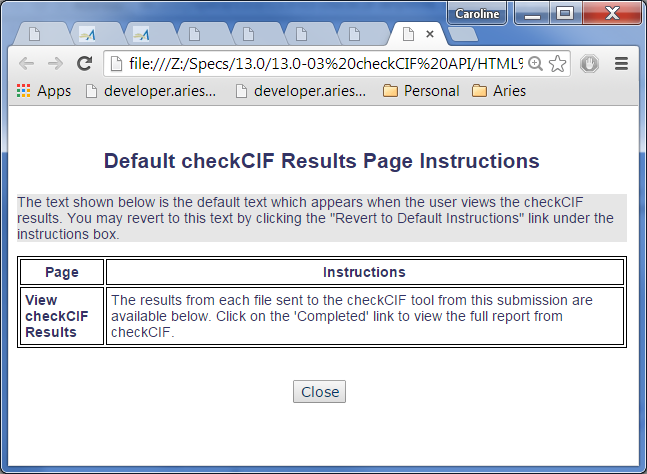 Caroline
file:///Z:/Specs/13.0/13.0-03%20checkCIF%20API/HTML%
Apps developer.aries... developer.aries... Personal Aries
Default checkCIF Results Page Instructions
The text shown below is the default text which appears when the user views the checkCIF
results. You may revert to this text by clicking the "Revert to Default Instructions" link under the
instructions box.
Page Instructions
View
checkCIF
Results
The results from each file sent to the checkCIF tool from this submission are
available below. Click on the 'Completed' link to view the full report from
checkCIF.
Close